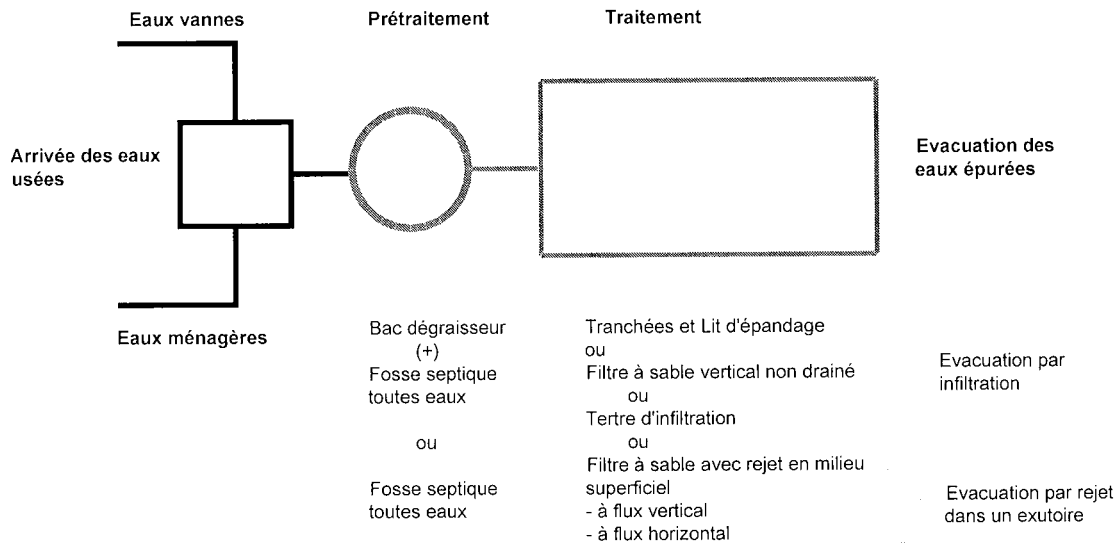 Eaux vannes
Prétraitement
Traitement
Arrivée des eaux
usées
Evacuation des
eaux épurées
Eaux ménagères
Bac dégraisseur
(+)
Fosse septique
toutes eaux
ou
Fosse septique
toutes eaux
Tranchées et Lit d'épandage
ou
Filtre à sable vertical non drainé
ou
Tertre d'infiltration
ou
Filtre à sable avec rejet en milieu
superficiel
- à flux vertical
- à flux horizontal
Evacuation par
infiltration
Evacuation par rejet
dans un exutoire